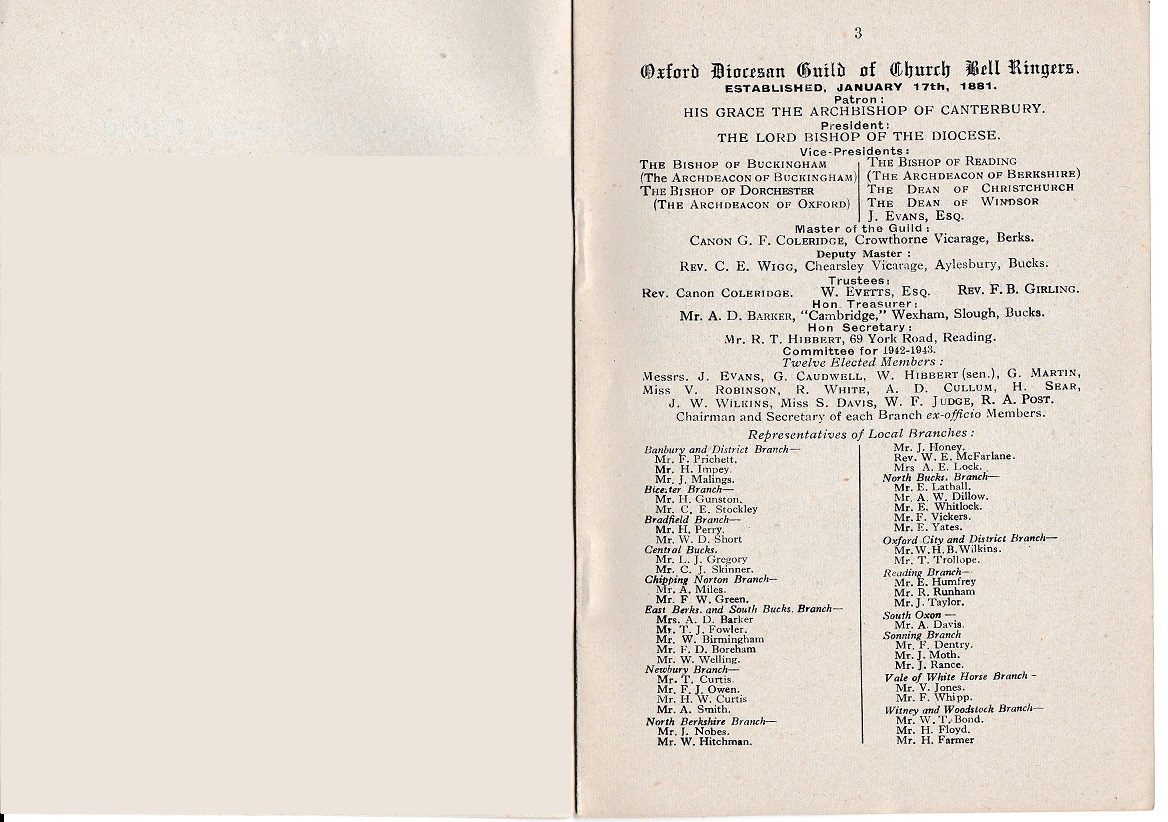 3
Oxford Diocesan Guild of Church Bell Ringers.
ESTABLISHED, JANUARY 17th, 1881.
Patron:
HIS GRACE THE ARCHBISHOP OF CANTERBURY.
President:
THE LORD BISHOP OF THE DIOCESE.
Vice-Presidents:
THE BISHOP OF BUCKINGHAM
(The ARCHDEACON OF BUCKINGHAM)
THE BISHOP OF DORCHESTER
(THE ARCHDEACON OF OXFORD)
THE BISHOP OF READING
(THE ARCHDEACON OF BERKSHIRE)
THE DEAN OF CHRISTCHURCH
THE DEAN OF WINDSOR
J. EVANS, ESQ.
Master of the Guild:
CANON G. F. COLERIDGE, Crowthorne Vicarage, Berks.
Deputy Master:
REV. C. E. WIGG, Chearsley Vicarage, Aylesbury, Bucks.
Trustees:
Rev. Canon COLERIDGE. W. EVETTS, ESQ. REV. F. B. GIRLING.
Hon Treasurer:
Mr. A. D. BARKER, "Cambridge," Wexham, Slough, Bucks.
Hon Secretary:
Mr. R. T. HIBBERT, 69 York Road, Reading.
Committee for 1942-1943.
Twelve Elected Members:
Messrs. J. EVANS, G. CAUDWELL, W. HIBBERT (sen.), G. MARTIN,
Miss V. ROBINSON, R. WHITE, A. D. CULLUM, H. SEAR,
J. W. WILKINS, Miss S. DAVIS, W. F. JUDGE, R. A. POST.
Chairman and Secretary of each Branch ex-officio Members.
Representatives of Local Branches:
Banbury and District Branch—
Mr. F. Prichett.
Mr. H. Impey.
Mr. J. Malings.
Bicester Branch—
Mr. H. Gunston.
Mr. C. E. Stockley
Bradfield Branch—
Mr. H. Perry.
Mr. W. D. Short
Central Bucks.
Mr. L. J. Gregory
Mr. C. J. Skinner.
Chipping Norton Branch—
Mr. A. Miles.
Mr. F W. Green.
East Berks. and South Bucks. Branch—
Mrs. A. D. Barker
Mr. T. J. Fowler.
Mr. W. Birmingham
Mr. F. D. Boreham
Mr. W. Welling.
Newbury Branch—
Mr. T. Curtis
Mr. F. J. Owen.
Mr. H. W. Curtis
Mr. A. Smith.
North Berkshire Branch—
Mr. J. Nobes.
Mr. W. Hitchman.
Mr. J. Honey.
Rev. W. E. McFarlane.
Mrs A. E. Lock.
North Bucks. Branch—
Mr. E. Lathall.
Mr. A. W. Dillow.
Mr. E. Whitlock.
Mr. F. Vickers.
Mr. E. Yates.
Oxford City and District Branch—
Mr. W. H. B. Wilkins.
Mr. T. Trollope.
Reading Branch—
Mr. E. Humfrey
Mr. R. Runham
Mr. J. Taylor.
South Oxon —
Mr. A. Davis.
Sonning Branch
Mr. F. Dentry.
Mr. J. Moth.
Mr. J. Rance.
Vale of White Horse Branch -
Mr. V. Jones.
Mr. F. Whipp.
Witney and Woodstock Branch—
Mr. W. T. Bond.
Mr. H. Floyd.
Mr. H. Farmer